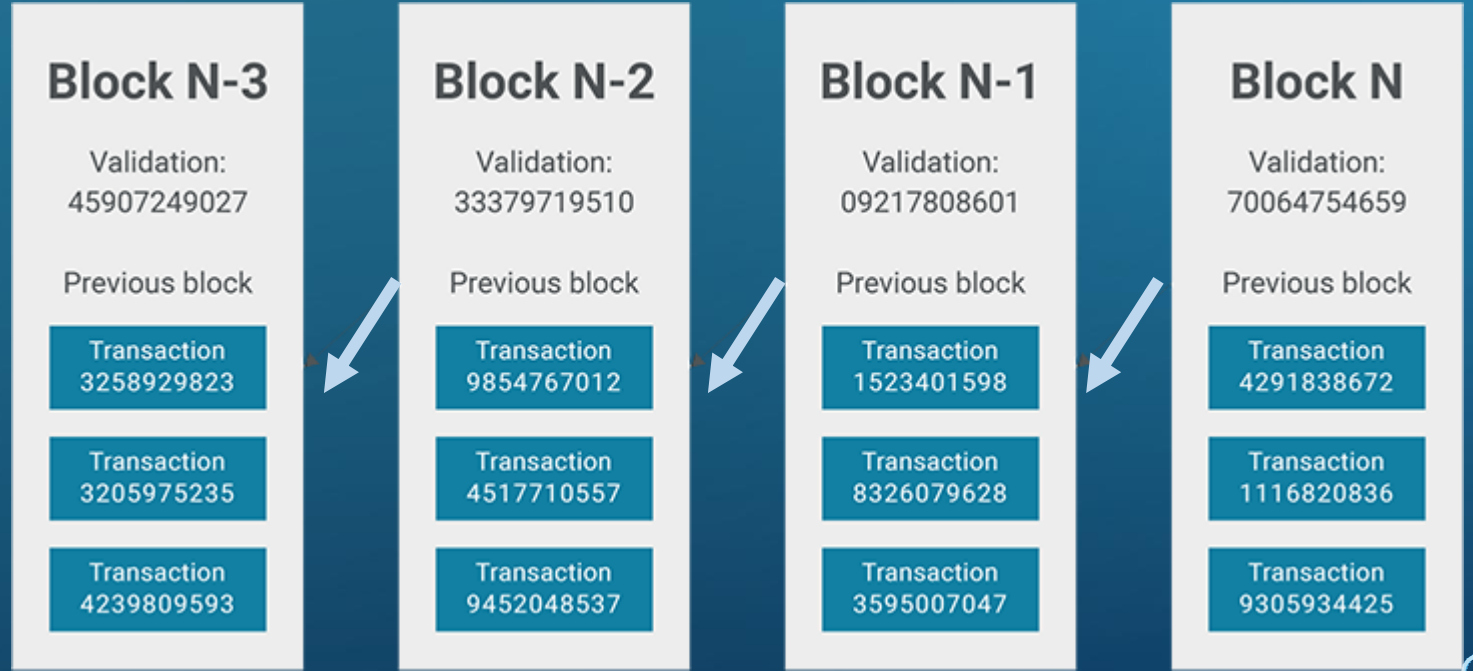 Block N-3
Validation:
45907249027
Previous block
Transaction
3258929823
Transaction
3205975235
Transaction
4239809593
Block N-2
Validation:
33379719510
Previous block
Transaction
9854767012
Transaction
4517710557
Transaction
9452048537
Block N-1
Validation:
09217808601
Previous block
Transaction
1523401598
Transaction
8326079628
Transaction
3595007047
Block N
Validation:
70064754659
Previous block
Transaction
4291838672
Transaction
1116820836
Transaction
9305934425